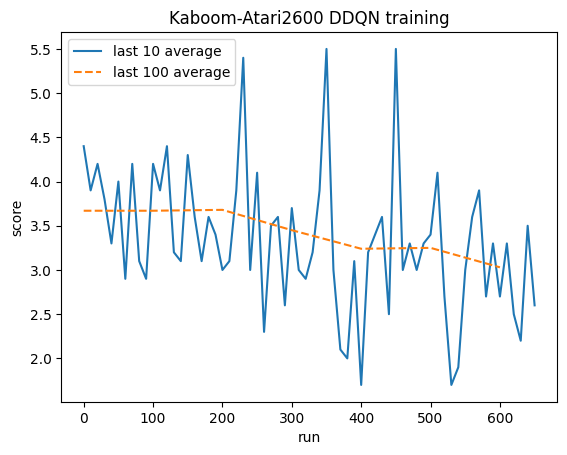 Kaboom-Atari2600 DDQN training
last 10 average
last 100 average
5.5
5.0
4.5
4.0
3.5
3.0
2.5
2.0
score
0 100 200 300 400 500 600
run